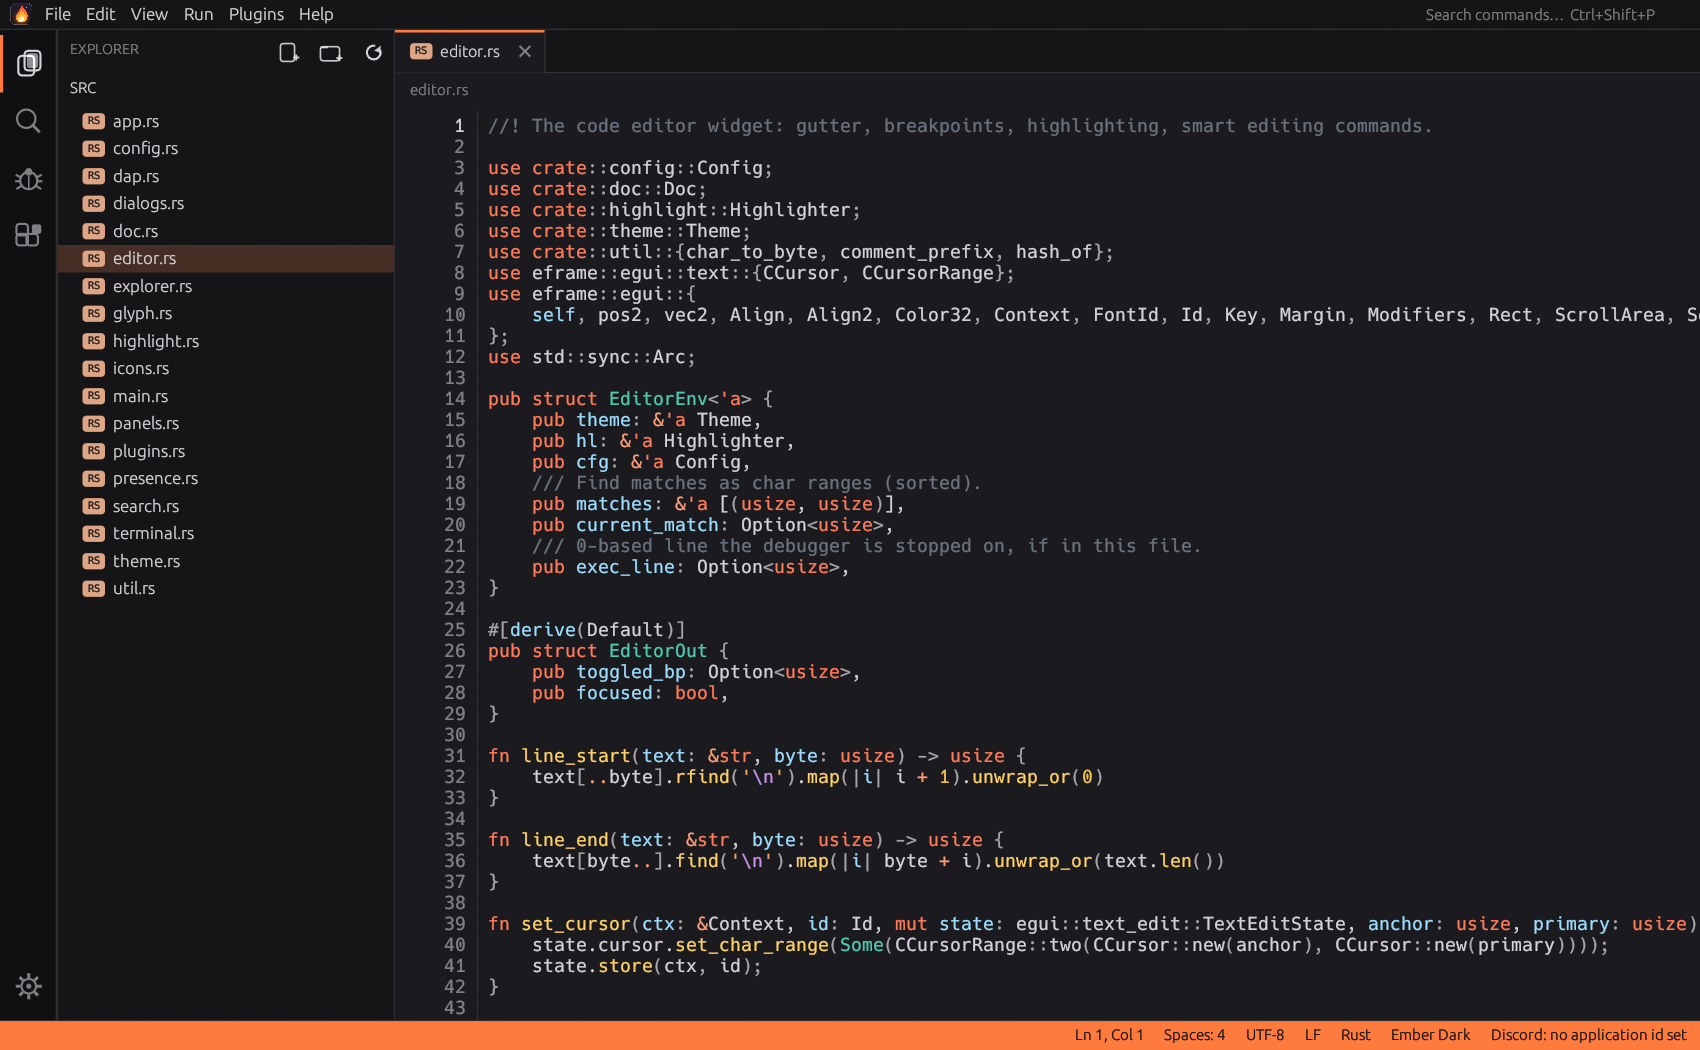 File Edit View Run Plugins Help
Search commands... Ctrl+Shift+P
EXPLORER
SRC
RS app.rs
RS config.rs
RS dap.rs
RS dialogs.rs
RS doc.rs
RS editor.rs
RS explorer.rs
RS glyph.rs
RS highlight.rs
RS icons.rs
RS main.rs
RS panels.rs
RS plugins.rs
RS presence.rs
RS search.rs
RS terminal.rs
RS theme.rs
RS util.rs
RS editor.rs
editor.rs
1 //! The code editor widget: gutter, breakpoints, highlighting, smart editing commands.
2
3 use crate::config::Config;
4 use crate::doc::Doc;
5 use crate::highlight::Highlighter;
6 use crate::theme::Theme;
7 use crate::util::{char_to_byte, comment_prefix, hash_of};
8 use eframe::egui::text::{CCursor, CCursorRange};
9 use eframe::egui::{
10     self, pos2, vec2, Align, Align2, Color32, Context, FontId, Id, Key, Margin, Modifiers, Rect, ScrollArea,
11 };
12 use std::sync::Arc;
13
14 pub struct EditorEnv<'a> {
15     pub theme: &'a Theme,
16     pub hl: &'a Highlighter,
17     pub cfg: &'a Config,
18     /// Find matches as char ranges (sorted).
19     pub matches: &'a [(usize, usize)],
20     pub current_match: Option<usize>,
21     /// 0-based line the debugger is stopped on, if in this file.
22     pub exec_line: Option<usize>,
23 }
24
25 #[derive(Default)]
26 pub struct EditorOut {
27     pub toggled_bp: Option<usize>,
28     pub focused: bool,
29 }
30
31 fn line_start(text: &str, byte: usize) -> usize {
32     text[..byte].rfind('\n').map(|i| i + 1).unwrap_or(0)
33 }
34
35 fn line_end(text: &str, byte: usize) -> usize {
36     text[byte..].find('\n').map(|i| byte + i).unwrap_or(text.len())
37 }
38
39 fn set_cursor(ctx: &Context, id: Id, mut state: egui::text_edit::TextEditState, anchor: usize, primary: usize)
40     state.cursor.set_char_range(Some(CCursorRange::two(CCursor::new(anchor), CCursor::new(primary))));
41     state.store(ctx, id);
42 }
43
Ln 1, Col 1 Spaces: 4 UTF-8 LF Rust Ember Dark Discord: no application id set